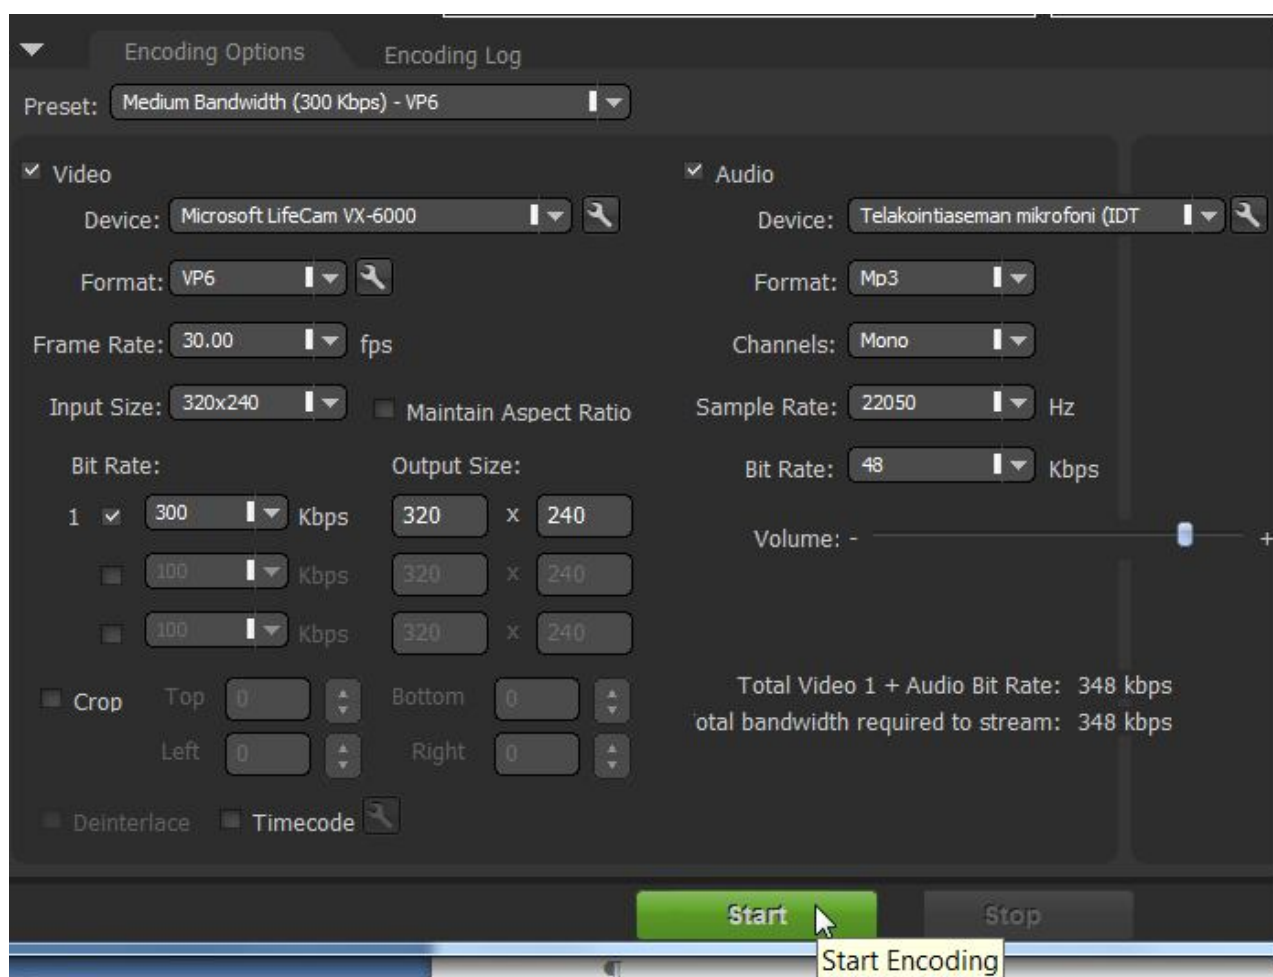 Encoding Options Encoding Log
Preset: Medium Bandwidth (300 Kbps) - VP6
Video
Device: Microsoft LifeCam VX-6000
Format: VP6
Frame Rate: 30.00 fps
Input Size: 320x240 Maintain Aspect Ratio
Bit Rate: Output Size:
1 300 Kbps 320 x 240
100 Kbps 320 x 240
100 Kbps 320 x 240
Crop Top 0 Bottom 0
Left 0 Right 0
Deinterlace Timecode
Audio
Device: Telakointiaseman mikrofoni (IDT
Format: Mp3
Channels: Mono
Sample Rate: 22050 Hz
Bit Rate: 48 Kbps
Volume: - +
Total Video 1 + Audio Bit Rate: 348 kbps
otal bandwidth required to stream: 348 kbps
Start Stop
Start Encoding
¶